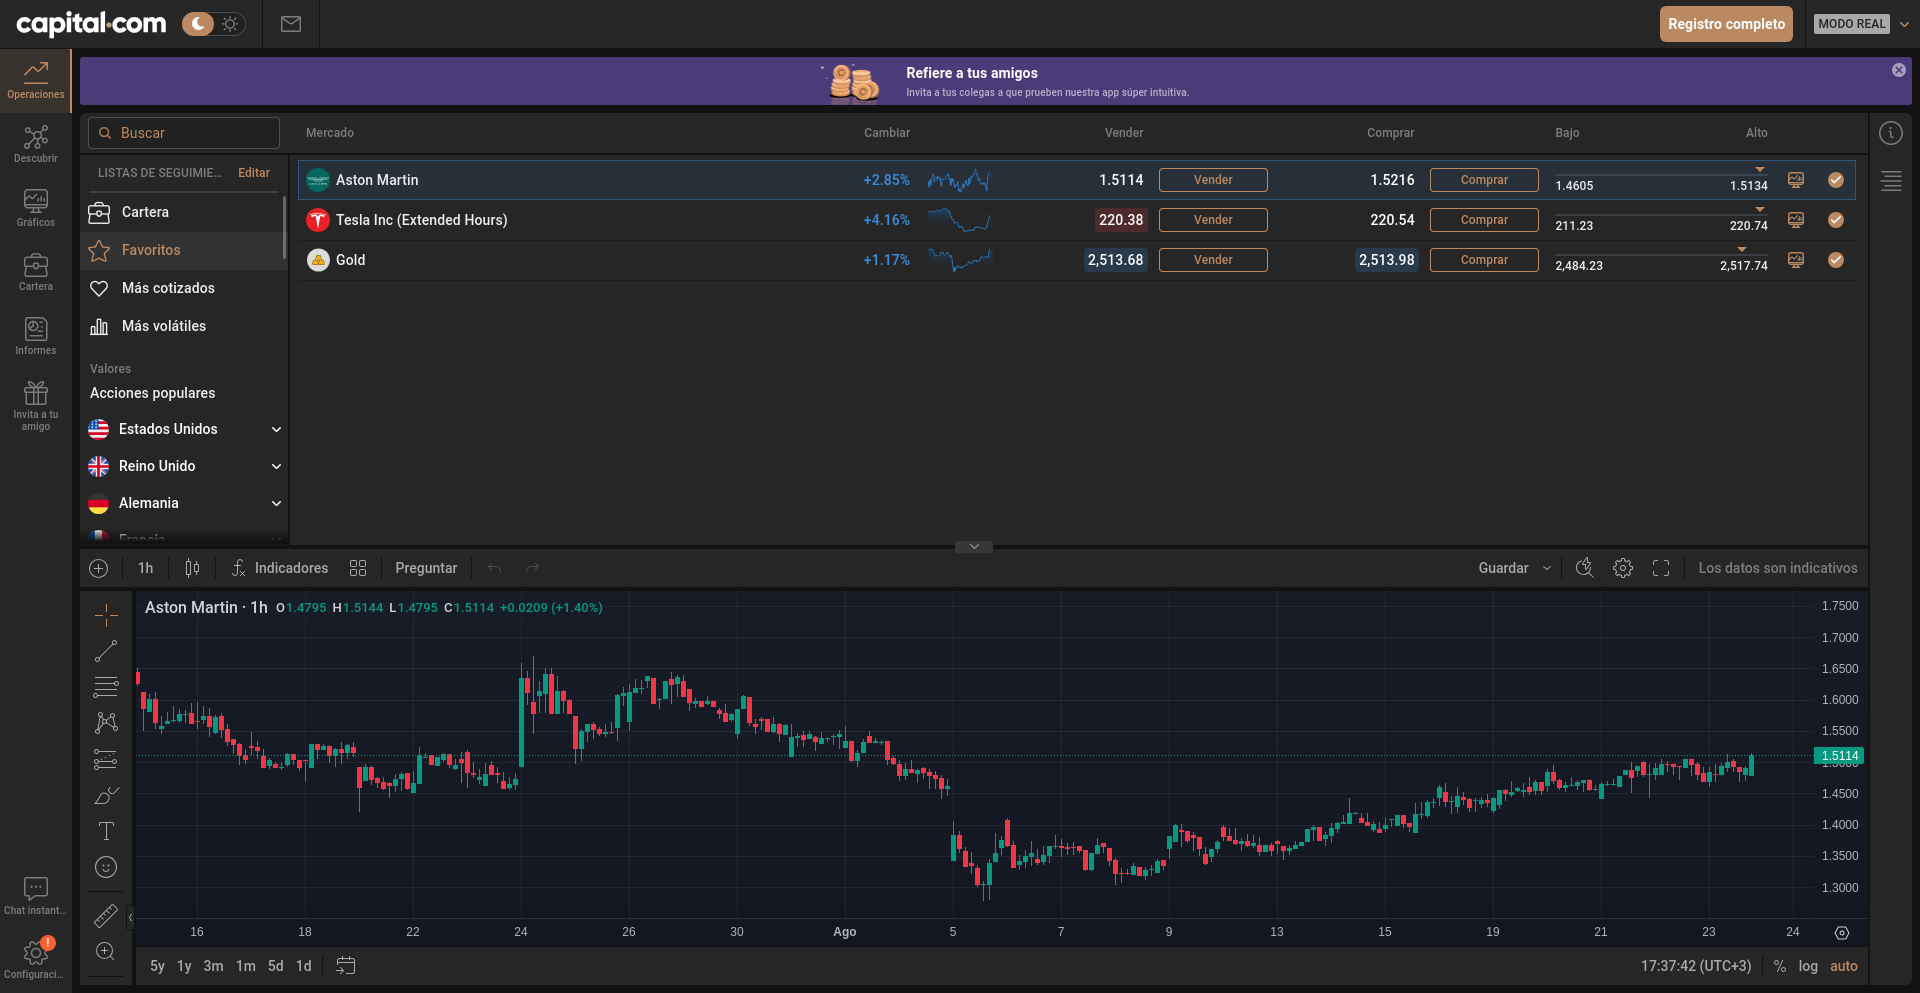 capital.com
Registro completo
MODO REAL
Operaciones
Descubrir
Gráficos
Cartera
Informes
Invita a tu
amigo
Chat instant...
Configuraci...
Refiere a tus amigos
Invita a tus colegas a que prueben nuestra app súper intuitiva.
Buscar
Mercado Cambiar Vender Comprar Bajo Alto
LISTAS DE SEGUIMIE... Editar
Cartera
Favoritos
Más cotizados
Más volátiles
Valores
Acciones populares
Estados Unidos
Reino Unido
Alemania
Francia
Aston Martin +2.85% 1.5114 Vender 1.5216 Comprar 1.4605 1.5134
Tesla Inc (Extended Hours) +4.16% 220.38 Vender 220.54 Comprar 211.23 220.74
Gold +1.17% 2,513.68 Vender 2,513.98 Comprar 2,484.23 2,517.74
1h Indicadores Preguntar Guardar Los datos son indicativos
Aston Martin · 1h O1.4795 H1.5144 L1.4795 C1.5114 +0.0209 (+1.40%)
1.7500
1.7000
1.6500
1.6000
1.5500
1.5114
1.5000
1.4500
1.4000
1.3500
1.3000
16 18 22 24 26 30 Ago 5 7 9 13 15 19 21 23 24
5y 1y 3m 1m 5d 1d 17:37:42 (UTC+3) % log auto